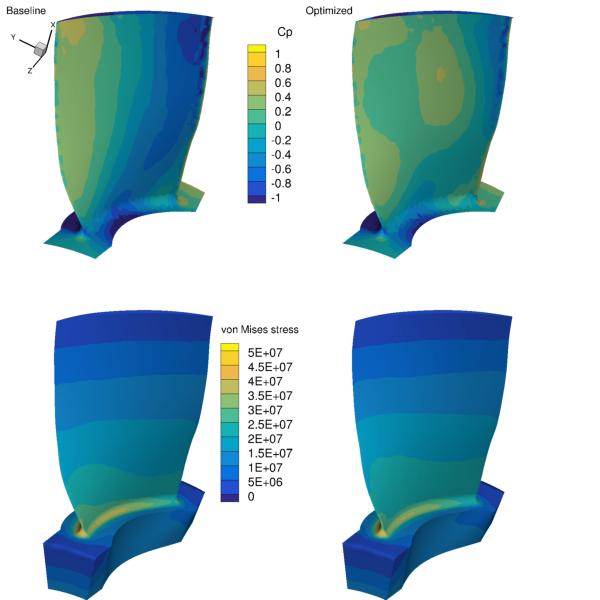 Baseline
Optimized
X
Y
Z
Cp
1
0.8
0.6
0.4
0.2
0
-0.2
-0.4
-0.6
-0.8
-1
von Mises stress
5E+07
4.5E+07
4E+07
3.5E+07
3E+07
2.5E+07
2E+07
1.5E+07
1E+07
5E+06
0